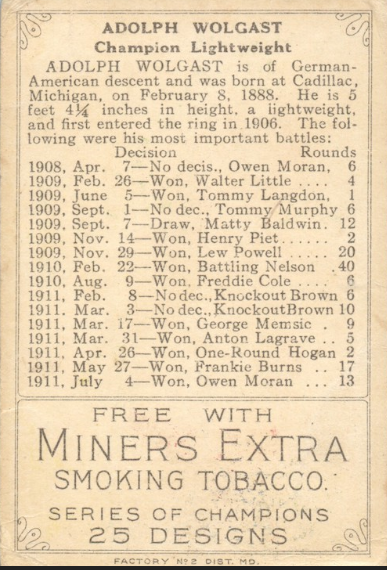 ADOLPH WOLGAST
Champion Lightweight
ADOLPH WOLGAST is of German-
American descent and was born at Cadillac,
Michigan, on February 8, 1888. He is 5
feet 4¼ inches in height, a lightweight,
and first entered the ring in 1906. The fol-
lowing were his most important battles:
Decision Rounds
1908, Apr. 7—No decis., Owen Moran, 6
1909, Feb. 26—Won, Walter Little .... 4
1909, June 5—Won, Tommy Langdon, 1
1909, Sept. 1—No dec., Tommy Murphy 6
1909, Sept. 7—Draw, Matty Baldwin. 12
1909, Nov. 14—Won, Henry Piet...... 2
1909, Nov. 29—Won, Lew Powell ..... 20
1910, Feb. 22—Won, Battling Nelson .40
1910, Aug. 9—Won, Freddie Cole .... 6
1911, Feb. 8—No dec., Knockout Brown 6
1911, Mar. 3—No dec., Knockout Brown 10
1911, Mar. 17—Won, George Memsic . 9
1911, Mar. 31—Won, Anton Lagrave .. 5
1911, Apr. 26—Won, One-Round Hogan 2
1911, May 27—Won, Frankie Burns .. 17
1911, July 4—Won, Owen Moran ... 13
FREE WITH
MINERS EXTRA
SMOKING TOBACCO.
SERIES OF CHAMPIONS
25 DESIGNS
FACTORY Nº 2 DIST. MD.